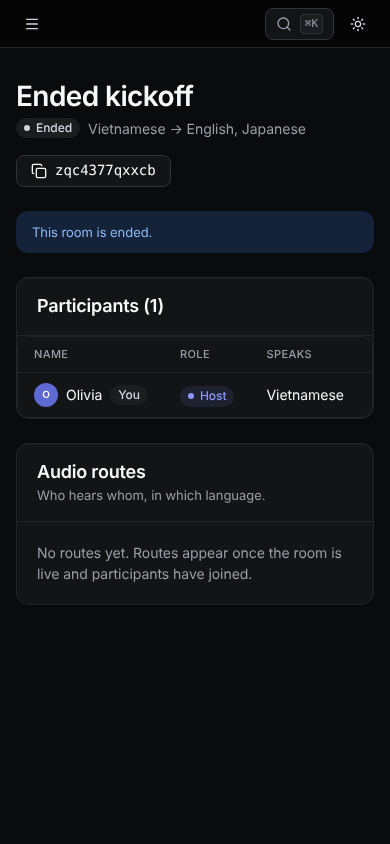 ⌘K
Ended kickoff
Ended Vietnamese → English, Japanese
zqc4377qxxcb
This room is ended.
Participants (1)
NAME ROLE SPEAKS
O Olivia You Host Vietnamese
Audio routes
Who hears whom, in which language.
No routes yet. Routes appear once the room is
live and participants have joined.